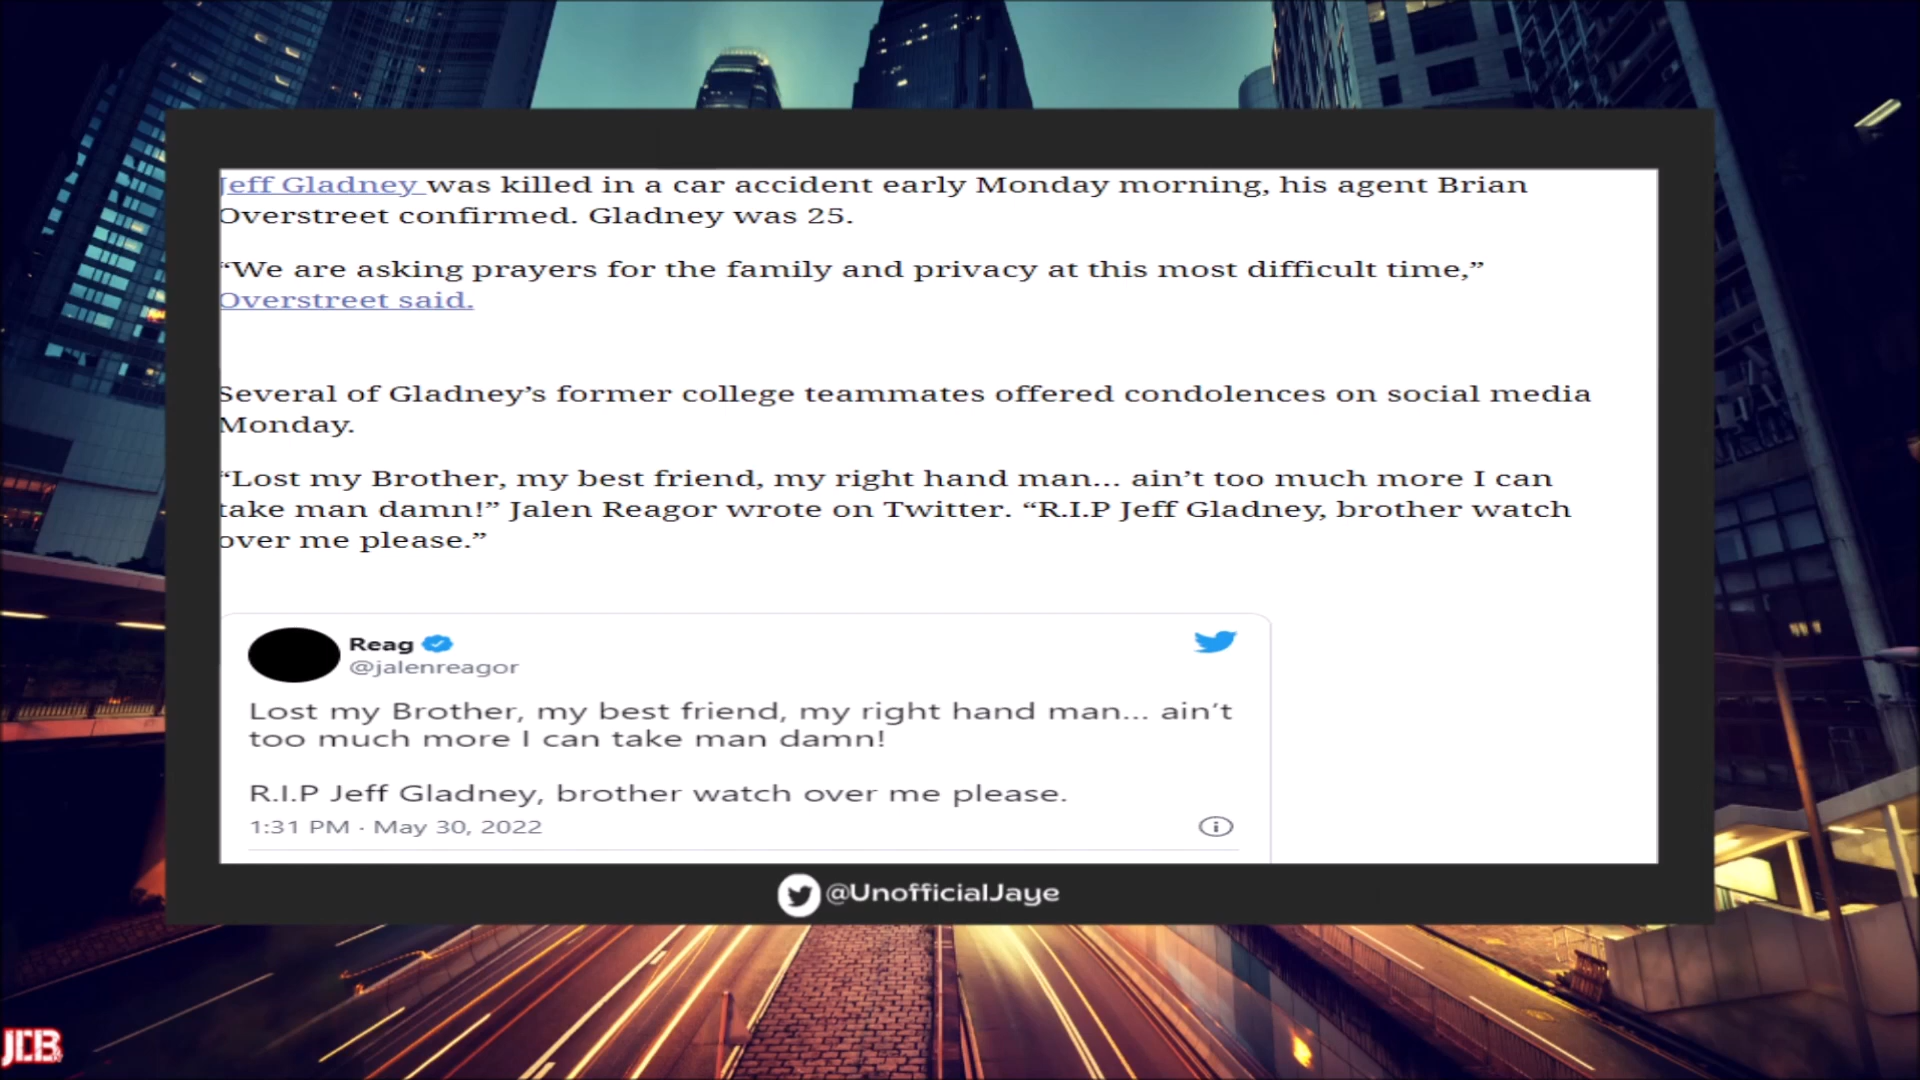 Jeff Gladney was killed in a car accident early Monday morning, his agent Brian
Overstreet confirmed. Gladney was 25.
“We are asking prayers for the family and privacy at this most difficult time,”
Overstreet said.
Several of Gladney’s former college teammates offered condolences on social media
Monday.
“Lost my Brother, my best friend, my right hand man... ain’t too much more I can
take man damn!” Jalen Reagor wrote on Twitter. “R.I.P Jeff Gladney, brother watch
over me please.”
Reag
@jalenreagor
Lost my Brother, my best friend, my right hand man... ain’t
too much more I can take man damn!
R.I.P Jeff Gladney, brother watch over me please.
1:31 PM · May 30, 2022
@UnofficialJaye
JCB